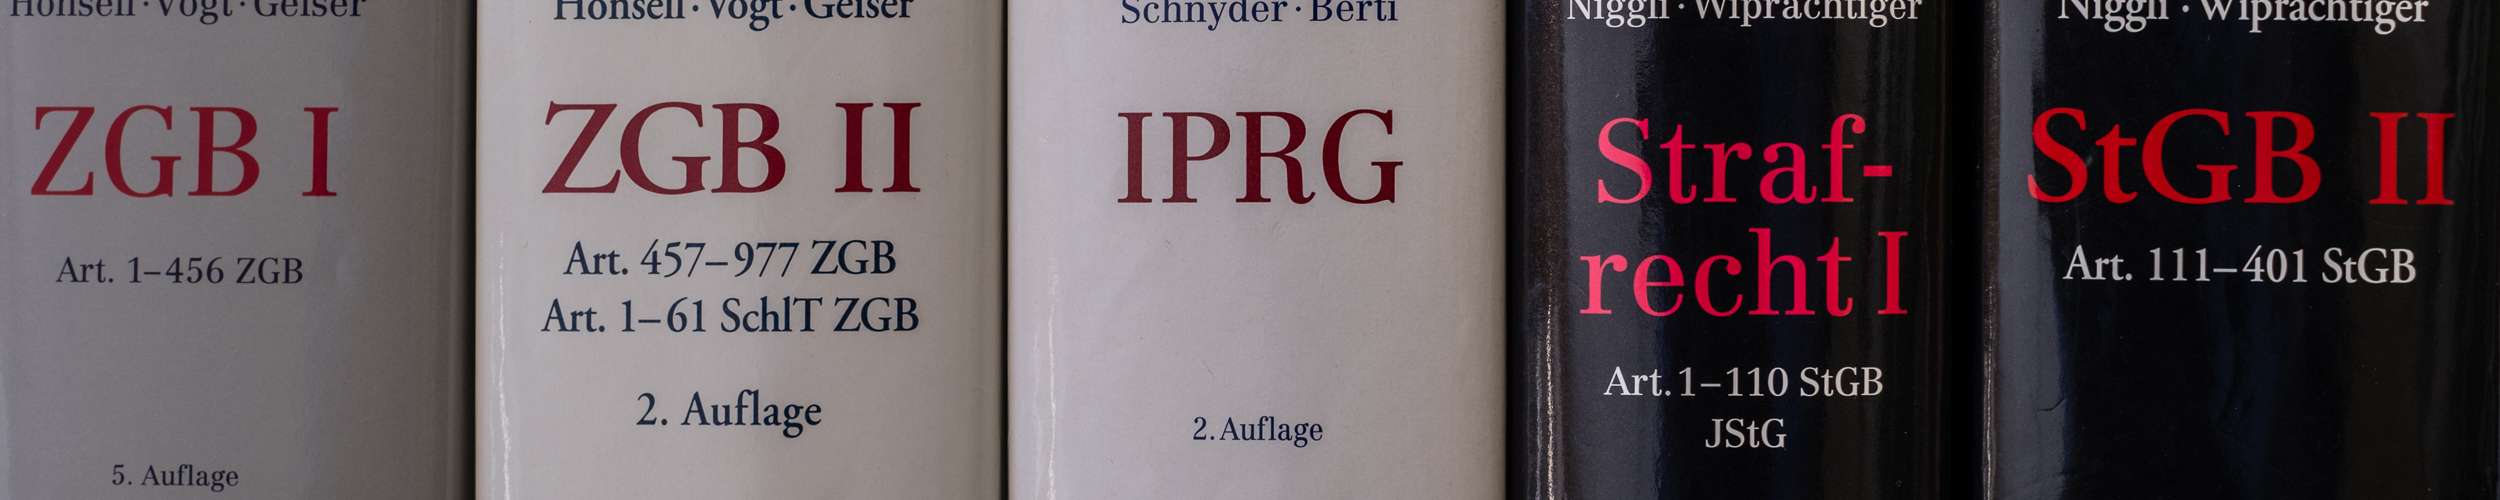 Honsell · Vogt · Geiser
ZGB I
Art. 1–456 ZGB
5. Auflage
Honsell · Vogt · Geiser
ZGB II
Art. 457–977 ZGB
Art. 1–61 SchlT ZGB
2. Auflage
Schnyder · Berti
IPRG
2. Auflage
Niggli · Wiprächtiger
Straf-
recht I
Art. 1–110 StGB
JStG
Niggli · Wiprächtiger
StGB II
Art. 111–401 StGB